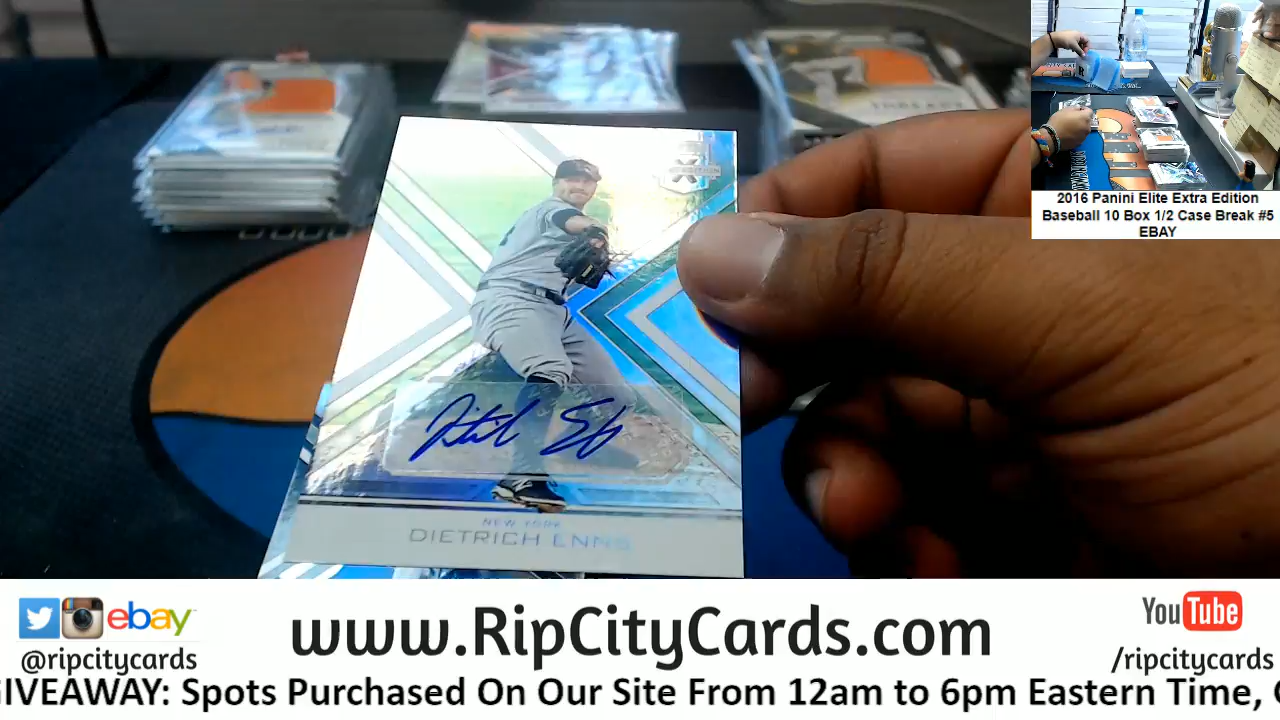 2016 Panini Elite Extra Edition
Baseball 10 Box 1/2 Case Break #5
EBAY
NEW YORK
DIETRICH ENNS
ebay
www.RipCityCards.com
You Tube
@ripcitycards
/ripcitycards
GIVEAWAY: Spots Purchased On Our Site From 12am to 6pm Eastern Time,